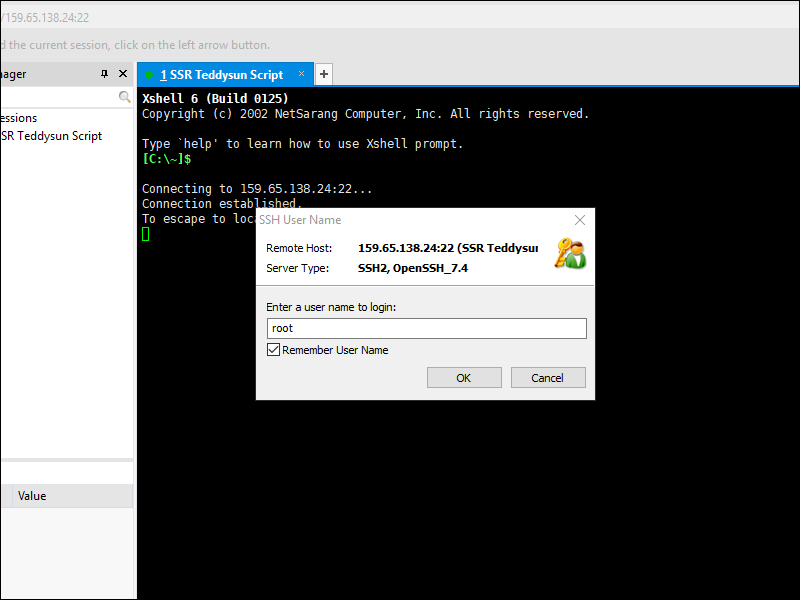 /159.65.138.24:22
d the current session, click on the left arrow button.
ager
1 SSR Teddysun Script
+
essions
SR Teddysun Script
Xshell 6 (Build 0125)
Copyright (c) 2002 NetSarang Computer, Inc. All rights reserved.
Type `help' to learn how to use Xshell prompt.
[C:\~]$
Connecting to 159.65.138.24:22...
Connection established.
To escape to loc
SSH User Name
Remote Host: 159.65.138.24:22 (SSR Teddysun
Server Type: SSH2, OpenSSH_7.4
Enter a user name to login:
root
Remember User Name
OK Cancel
Value